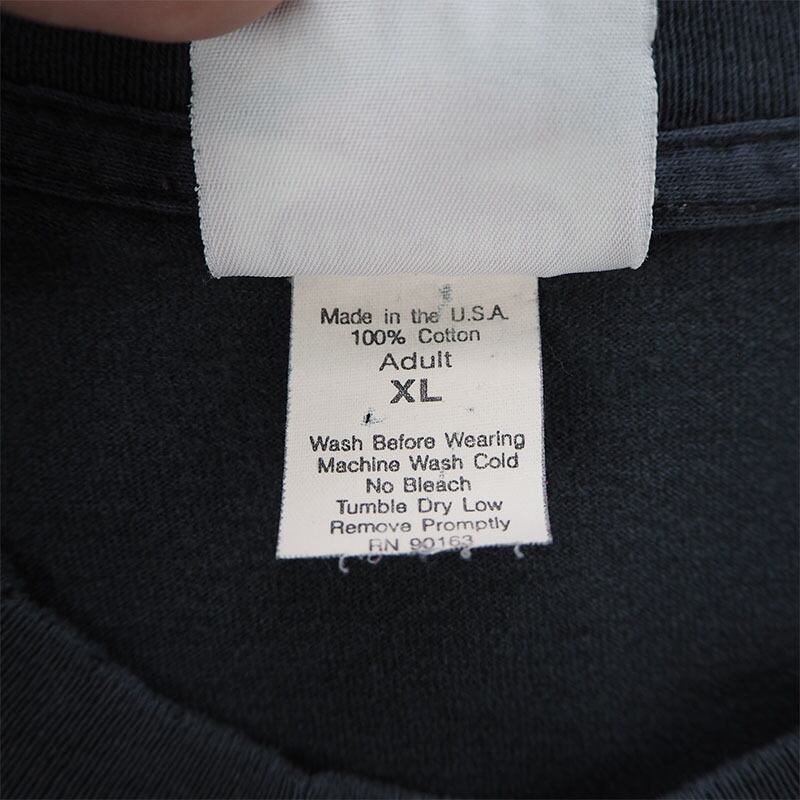 Made in the U.S.A.
100% Cotton
Adult
XL
Wash Before Wearing
Machine Wash Cold
No Bleach
Tumble Dry Low
Remove Promptly
RN 90163